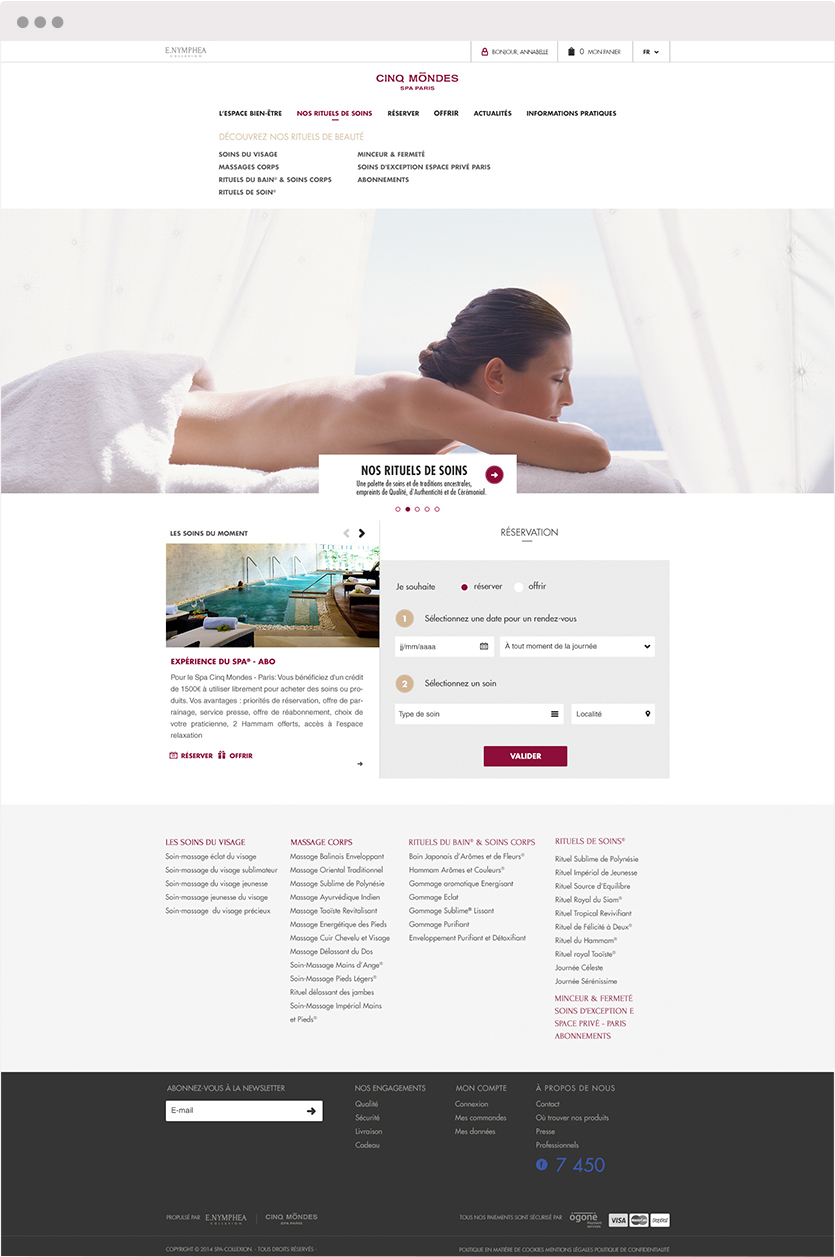 E.NYMPHEA
COLLEXION
BONJOUR, ANNABELLE
0 MON PANIER
FR
CINQ MÖNDES
SPA PARIS
L'ESPACE BIEN-ÊTRE NOS RITUELS DE SOINS RÉSERVER OFFRIR ACTUALITÉS INFORMATIONS PRATIQUES
DÉCOUVREZ NOS RITUELS DE BEAUTÉ
SOINS DU VISAGE
MASSAGES CORPS
RITUELS DU BAIN® & SOINS CORPS
RITUELS DE SOIN®
MINCEUR & FERMETÉ
SOINS D'EXCEPTION ESPACE PRIVÉ PARIS
ABONNEMENTS
NOS RITUELS DE SOINS
Une palette de soins et de traditions ancestrales,
empreints de Qualité, d'Authenticité et de Cérémonial.
LES SOINS DU MOMENT
EXPÉRIENCE DU SPA® - ABO
Pour le Spa Cinq Mondes - Paris: Vous bénéficiez d'un crédit
de 1500€ à utiliser librement pour acheter des soins ou pro-
duits. Vos avantages : priorités de réservation, offre de par-
rainage, service presse, offre de réabonnement, choix de
votre praticienne, 2 Hammam offerts, accès à l'espace
relaxation
RÉSERVER OFFRIR
RÉSERVATION
Je souhaite réserver offrir
1 Sélectionnez une date pour un rendez-vous
jj/mm/aaaa À tout moment de la journée
2 Sélectionnez un soin
Type de soin Localité
VALIDER
LES SOINS DU VISAGE
Soin-massage éclat du visage
Soin-massage du visage sublimateur
Soin-massage du visage jeunesse
Soin-massage jeunesse du visage
Soin-massage du visage précieux
MASSAGE CORPS
Massage Balinais Enveloppant
Massage Oriental Traditionnel
Massage Sublime de Polynésie
Massage Ayurvédique Indien
Massage Taoïste Revitalisant
Massage Energétique des Pieds
Massage Cuir Chevelu et Visage
Massage Délassant du Dos
Soin-Massage Mains d'Ange®
Soin-Massage Pieds Légers®
Rituel délassant des jambes
Soin-Massage Impérial Mains
et Pieds®
RITUELS DU BAIN® & SOINS CORPS
Bain Japonais d'Arômes et de Fleurs®
Hammam Arômes et Couleurs®
Gommage aromatique Energisant
Gommage Eclat
Gommage Sublime® Lissant
Gommage Purifiant
Enveloppement Purifiant et Détoxifiant
RITUELS DE SOINS®
Rituel Sublime de Polynésie
Rituel Impérial de Jeunesse
Rituel Source d'Equilibre
Rituel Royal du Siam®
Rituel Tropical Revivifiant
Rituel de Félicité à Deux®
Rituel du Hammam®
Rituel royal Taoïste®
Journée Céleste
Journée Sérénissime
MINCEUR & FERMETÉ
SOINS D'EXCEPTION E
SPACE PRIVÉ - PARIS
ABONNEMENTS
ABONNEZ-VOUS À LA NEWSLETTER
E-mail
NOS ENGAGEMENTS
Qualité
Sécurité
Livraison
Cadeau
MON COMPTE
Connexion
Mes commandes
Mes données
À PROPOS DE NOUS
Contact
Où trouver nos produits
Presse
Professionnels
f 7 450
PROPULSÉ PAR E.NYMPHEA
COLLEXION
CINQ MÖNDES
SPA PARIS
TOUS NOS PAIEMENTS SONT SÉCURISÉ PAR
ogone
Payment services
VISA MasterCard PayPal
COPYRIGHT © 2014 SPA-COLLEXION. - TOUS DROITS RÉSERVÉS -
POLITIQUE EN MATIÈRE DE COOKIES MENTIONS LÉGALES POLITIQUE DE CONFIDENTIALITÉ